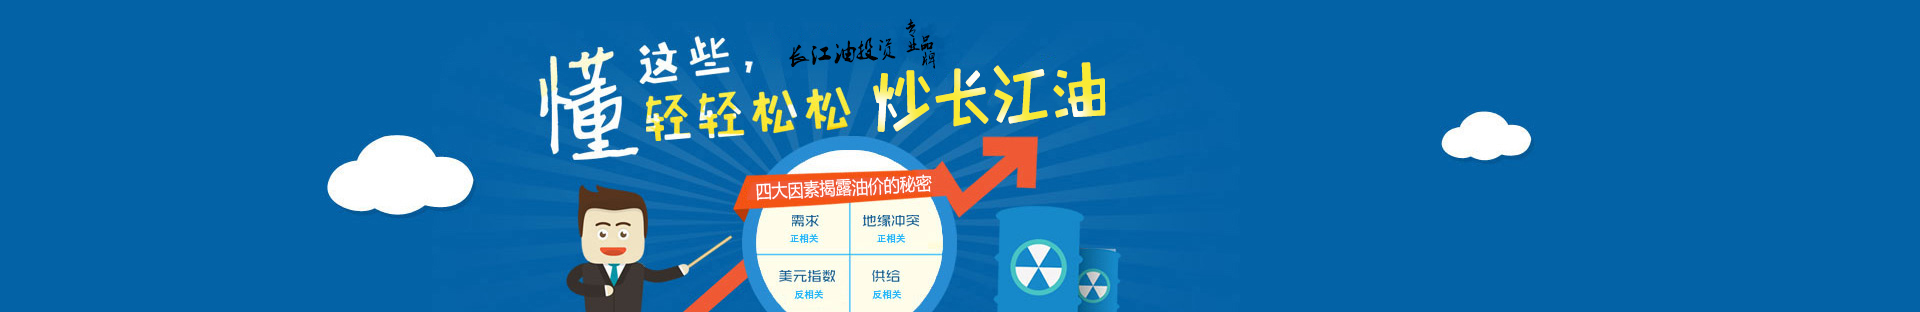 懂这些，
长江油投资
专业品牌
轻轻松松炒长江油
四大因素揭露油价的秘密
需求
正相关
地缘冲突
正相关
美元指数
反相关
供给
反相关